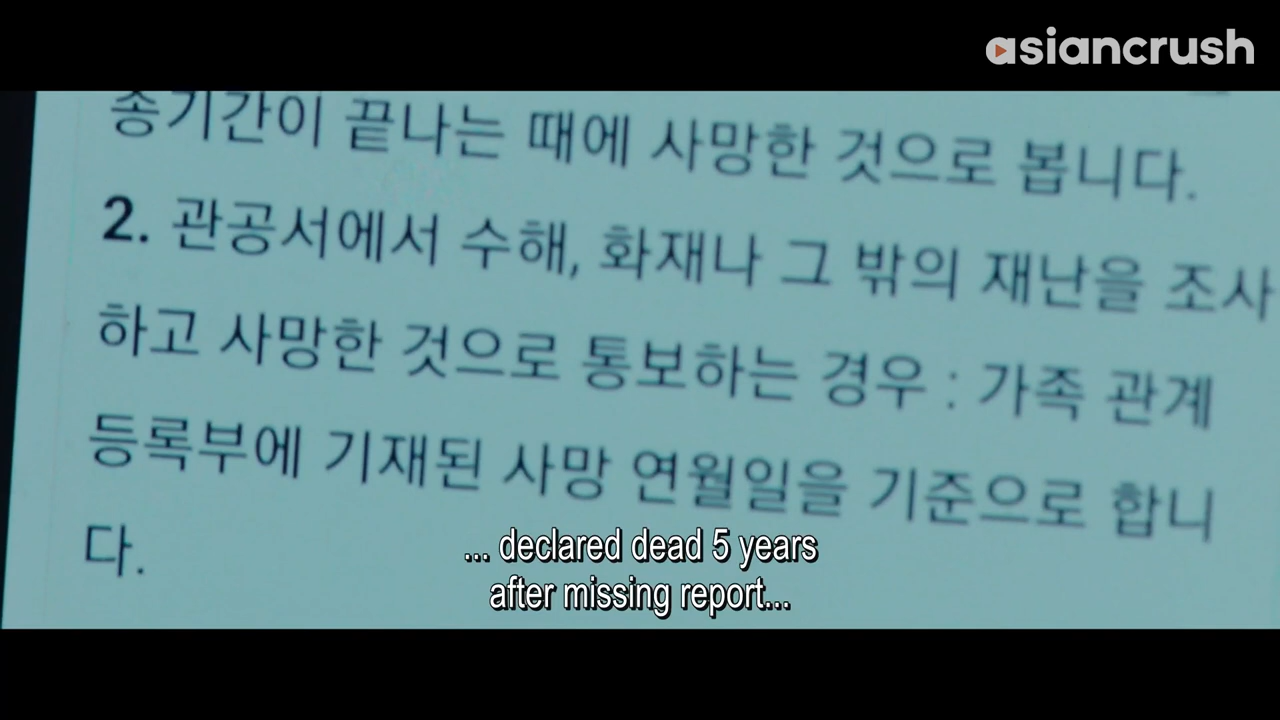 asiancrush
종기간이 끝나는 때에 사망한 것으로 봅니다.
2. 관공서에서 수해, 화재나 그 밖의 재난을 조사
하고 사망한 것으로 통보하는 경우 : 가족 관계
등록부에 기재된 사망 연월일을 기준으로 합니
다.
... declared dead 5 years
after missing report...